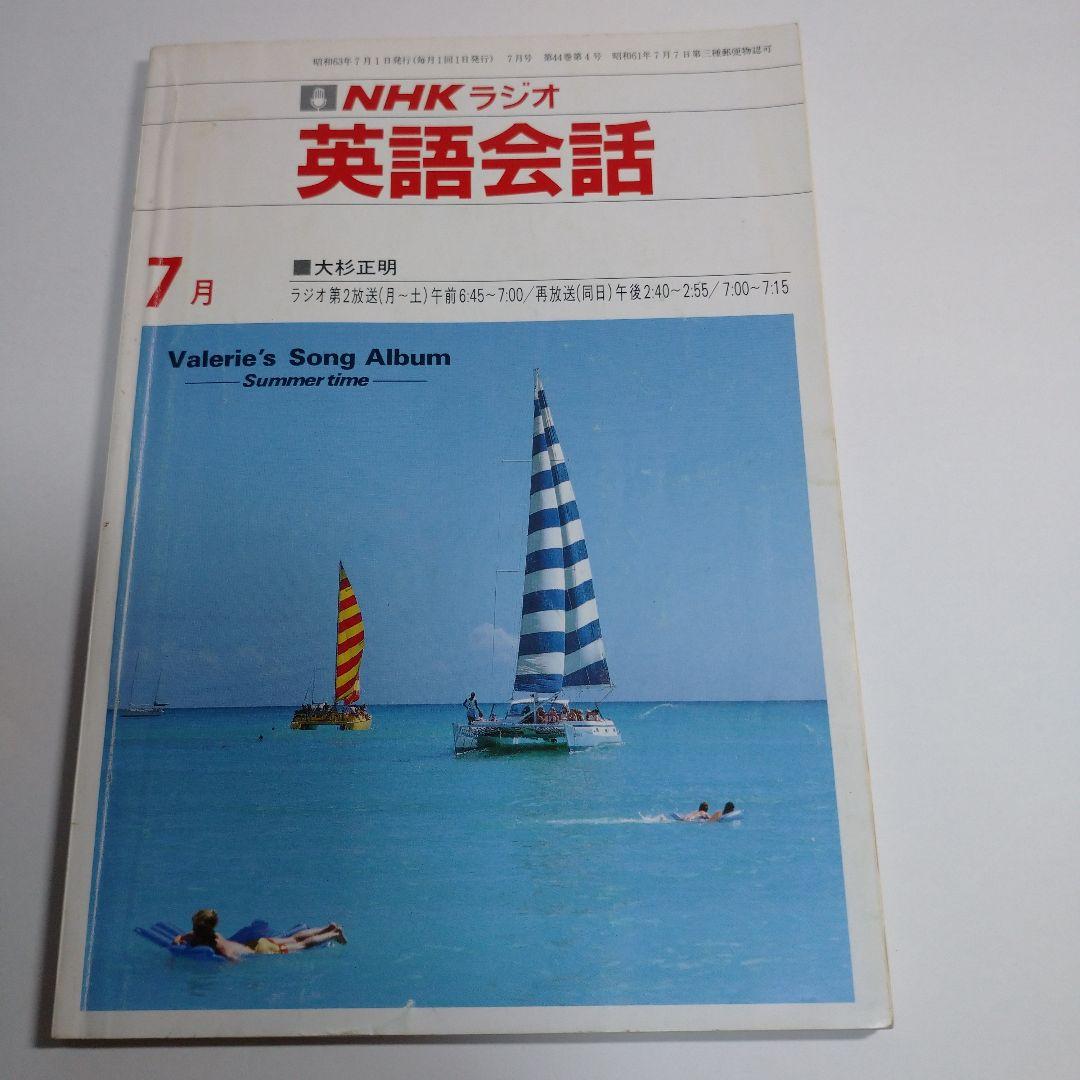 昭和63年7月1日発行(毎月1回1日発行) 7月号 第44巻第4号 昭和61年7月7日第三種郵便物認可
NHKラジオ
英語会話
7月
■大杉正明
ラジオ第2放送(月～土)午前6:45～7:00/再放送(同日)午後2:40～2:55/7:00～7:15
Valerie's Song Album
Summertime